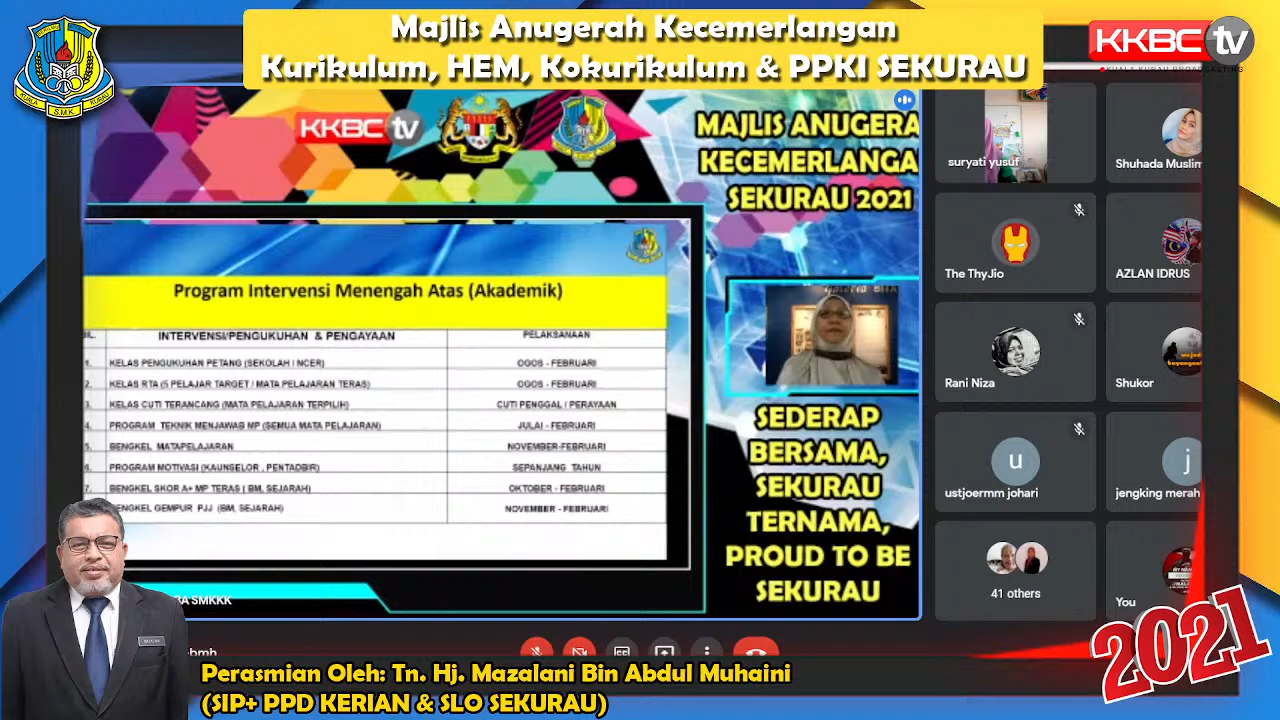 Majlis Anugerah Kecemerlangan
Kurikulum, HEM, Kokurikulum & PPKI SEKURAU
KKBC tv
KUALA KURAU BROADCASTING
S.M.K
KKBC tv
MAJLIS ANUGERA
KECEMERLANGA
SEKURAU 2021
Program Intervensi Menengah Atas (Akademik)
BIL. INTERVENSI/PENGUKUHAN & PENGAYAAN PELAKSANAAN
1. KELAS PENGUKUHAN PETANG (SEKOLAH / NCER) OGOS - FEBRUARI
2. KELAS RTA (5 PELAJAR TARGET / MATA PELAJARAN TERAS) OGOS - FEBRUARI
3. KELAS CUTI TERANCANG (MATA PELAJARAN TERPILIH) CUTI PENGGAL / PERAYAAN
4. PROGRAM TEKNIK MENJAWAB MP (SEMUA MATA PELAJARAN) JULAI - FEBRUARI
5. BENGKEL MATAPELAJARAN NOVEMBER-FEBRUARI
6. PROGRAM MOTIVASI (KAUNSELOR , PENTADBIR) SEPANJANG TAHUN
7. BENGKEL SKOR A+ MP TERAS ( BM, SEJARAH) OKTOBER - FEBRUARI
BENGKEL GEMPUR PJJ (BM, SEJARAH) NOVEMBER - FEBRUARI
SEDERAP
BERSAMA,
SEKURAU
TERNAMA,
PROUD TO BE
SEKURAU
SMKKK
suryati yusuf
Shuhada Muslim
The ThyJio
AZLAN IDRUS
Rani Niza
Shukor
u
ustjoermm johari
j
jengking merah
41 others
You
2021
Perasmian Oleh: Tn. Hj. Mazalani Bin Abdul Muhaini
(SIP+ PPD KERIAN & SLO SEKURAU)